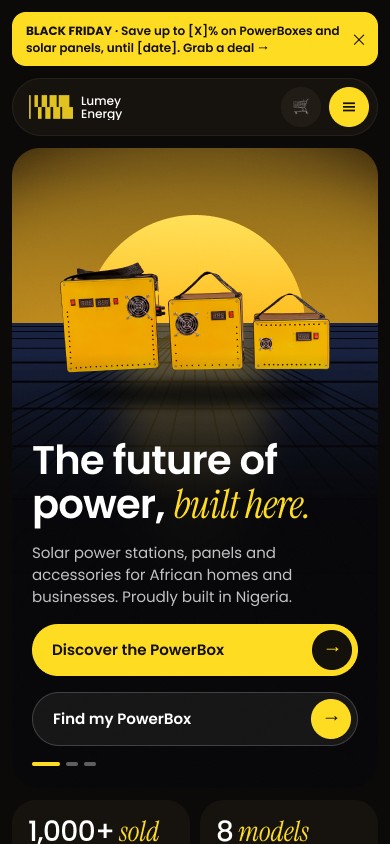 BLACK FRIDAY · Save up to [X]% on PowerBoxes and
solar panels, until [date]. Grab a deal →
Lumey
Energy
The future of
power, built here.
Solar power stations, panels and
accessories for African homes and
businesses. Proudly built in Nigeria.
Discover the PowerBox →
Find my PowerBox →
1,000+ sold
8 models